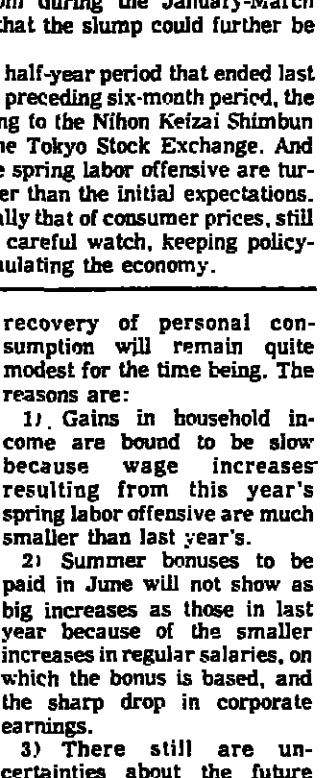 during the January-March
that the slump could further be
half-year period that ended last
preceding six-month period, the
ng to the Nihon Keizai Shimbun
e Tokyo Stock Exchange. And
spring labor offensive are tur-
er than the initial expectations.
ally that of consumer prices, still
careful watch, keeping policy-
ulating the economy.
recovery of personal con-
sumption will remain quite
modest for the time being. The
reasons are:
1) Gains in household in-
come are bound to be slow
because wage increases
resulting from this year's
spring labor offensive are much
smaller than last year's.
2) Summer bonuses to be
paid in June will not show as
big increases as those in last
year because of the smaller
increases in regular salaries, on
which the bonus is based, and
the sharp drop in corporate
earnings.
3) There still are un-
certainties about the future